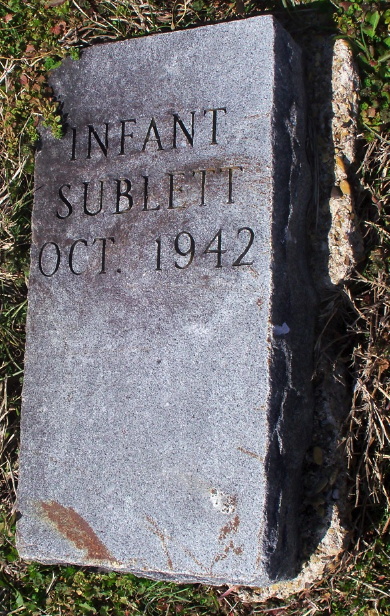 INFANT
SUBLETT
OCT. 1942